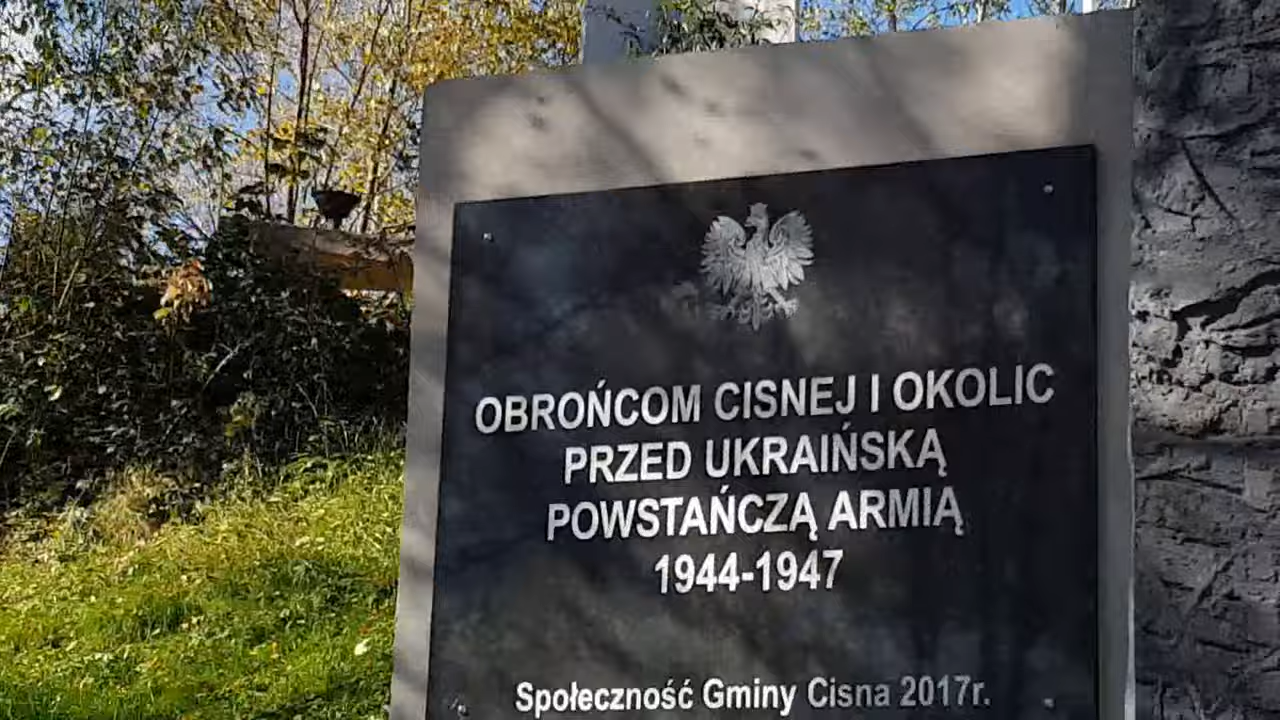 OBROŃCOM CISNEJ I OKOLIC
PRZED UKRAIŃSKĄ
POWSTAŃCZĄ ARMIĄ
1944-1947
Społeczność Gminy Cisna 2017r.